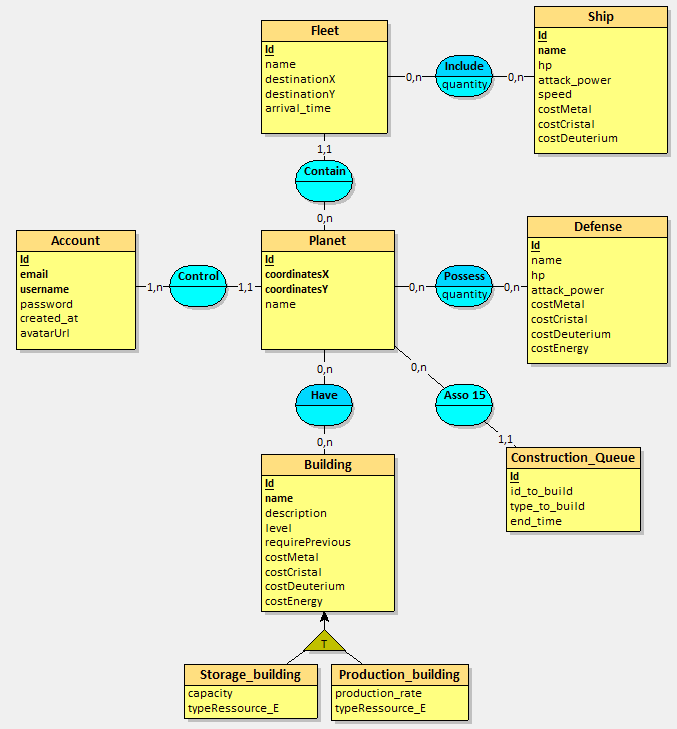 Fleet
Id
name
destinationX
destinationY
arrival_time
0,n
Include
quantity
0,n
Ship
Id
name
hp
attack_power
speed
costMetal
costCristal
costDeuterium
1,1
Contain
0,n
Account
Id
email
username
password
created_at
avatarUrl
1,n
Control
1,1
Planet
Id
coordinatesX
coordinatesY
name
0,n
Possess
quantity
0,n
Defense
Id
name
hp
attack_power
costMetal
costCristal
costDeuterium
costEnergy
0,n
Have
0,n
0,n
Asso 15
1,1
Construction_Queue
Id
id_to_build
type_to_build
end_time
Building
Id
name
description
level
requirePrevious
costMetal
costCristal
costDeuterium
costEnergy
T
Storage_building
capacity
typeRessource_E
Production_building
production_rate
typeRessource_E